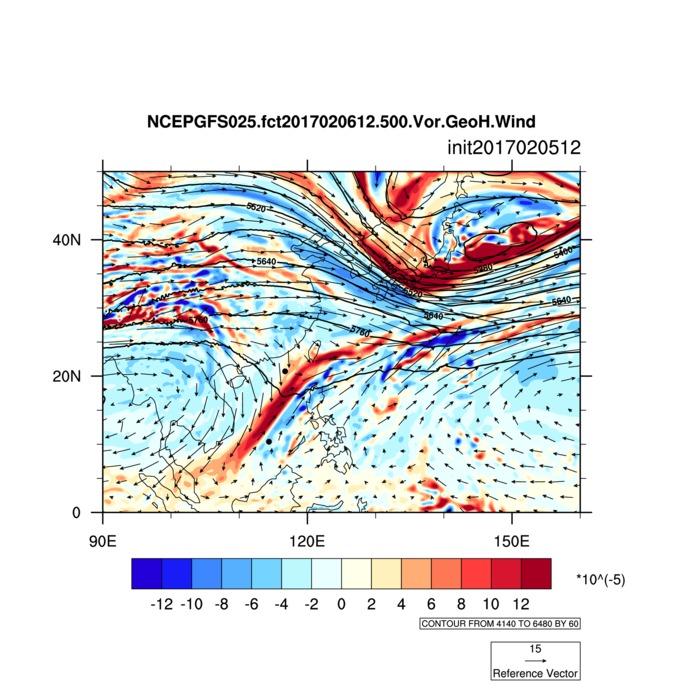 NCEPGFS025.fct2017020612.500.Vor.GeoH.Wind
init2017020512
5520
40N
5640
5280
5400
5520
5640
5640
5760
5760
20N
0
90E 120E 150E
-12 -10 -8 -6 -4 -2 0 2 4 6 8 10 12
*10^(-5)
CONTOUR FROM 4140 TO 6480 BY 60
15
Reference Vector